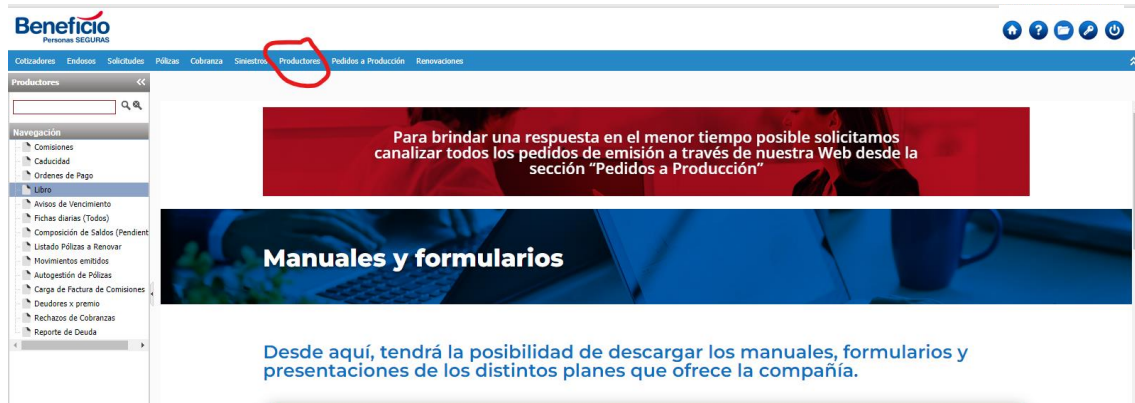 Beneficio
Personas SEGURAS
Cotizadores Endosos Solicitudes Pólizas Cobranza Siniestros Productores Pedidos a Producción Renovaciones
Productores
Navegación
Comisiones
Caducidad
Ordenes de Pago
Libro
Avisos de Vencimiento
Fichas diarias (Todos)
Composición de Saldos (Pendient
Listado Pólizas a Renovar
Movimientos emitidos
Autogestión de Pólizas
Carga de Factura de Comisiones
Deudores x premio
Rechazos de Cobranzas
Reporte de Deuda
Para brindar una respuesta en el menor tiempo posible solicitamos
canalizar todos los pedidos de emisión a través de nuestra Web desde la
sección “Pedidos a Producción”
Manuales y formularios
Desde aquí, tendrá la posibilidad de descargar los manuales, formularios y
presentaciones de los distintos planes que ofrece la compañía.